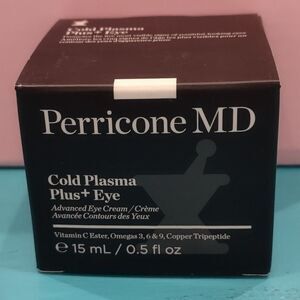 Cold Plasma
Plus+ Eye
Perricone MD
Cold Plasma
Plus+ Eye
Advanced Eye Cream / Crème
Avancée Contours des Yeux
Vitamin C Ester, Omegas 3, 6 & 9, Copper Tripeptide
℮ 15 mL / 0.5 fl oz